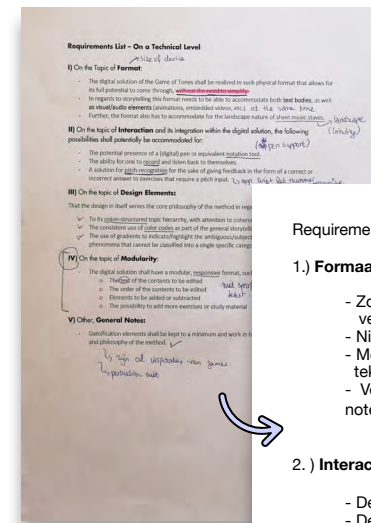 Requirements List – On a Technical Level
size of device
I) On the Topic of Format:
- The digital solution of the Game of Tones shall be realized in such physical format that allows for
its full potential to come through, without the need to simplify.
- In regards to storytelling this format needs to be able to accommodate both text bodies, as well
as visual/audio elements (animations, embedded videos, etc.) at the same time
- Further, the format also has to accommodate for the landscape nature of sheet music staves. landscape
II) On the topic of Interaction and its integration within the digital solution, the following
possibilities shall potentially be accommodated for:
(pen support)
- The potential presence of a (digital) pen or equivalent notation tool.
- The ability for one to record and listen back to themselves.
- A solution for pitch recognition for the sake of giving feedback in the form of a correct or
incorrect answer to exercises that require a pitch input.
III) On the topic of Design Elements:
That the design in itself serves the core philosophy of the method in rega
To its onion-structured topic hierarchy, with attention to coheren
The consistent use of color codes as part of the general storytelli
The use of gradients to indicate/highlight the ambiguous/subject
phenomena that cannot be classified into a single specific catego
IV) On the topic of Modularity:
- The digital solution shall have a modular, responsive format, suc
o The text of the contents to be edited
o The order of the contents to be edited
o Elements to be added or subtracted
o The possibility to add more exercises or study material
V) Other, General Notes:
- Gamification elements shall be kept to a minimum and work in h
and philosophy of the method.
Requireme
1.) Formaa
- Zo
ve
- Ni
- Me
tek
- Ve
note
2. ) Interac
- De
- De